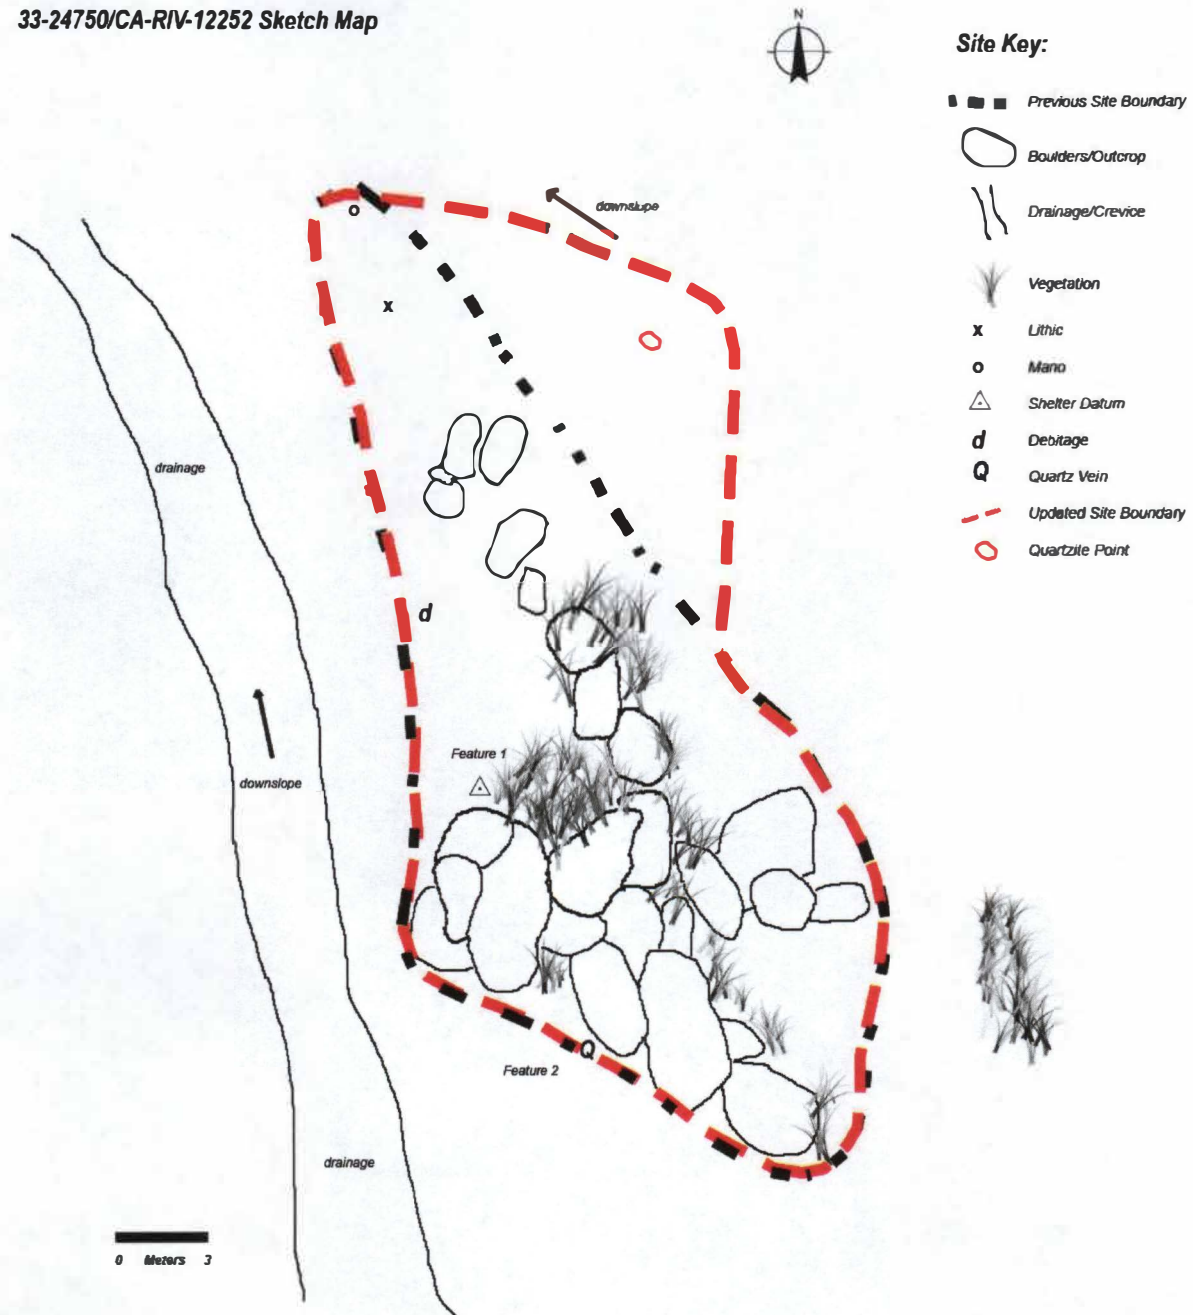 33-24750/CA-RIV-12252 Sketch Map
N
Site Key:
Previous Site Boundary
Boulders/Outcrop
Drainage/Crevice
Vegetation
x Lithic
o Mano
Shelter Datum
d Debitage
Q Quartz Vein
Updated Site Boundary
Quartzite Point
downslope
o
x
drainage
d
Feature 1
downslope
Q
Feature 2
drainage
0 Meters 3